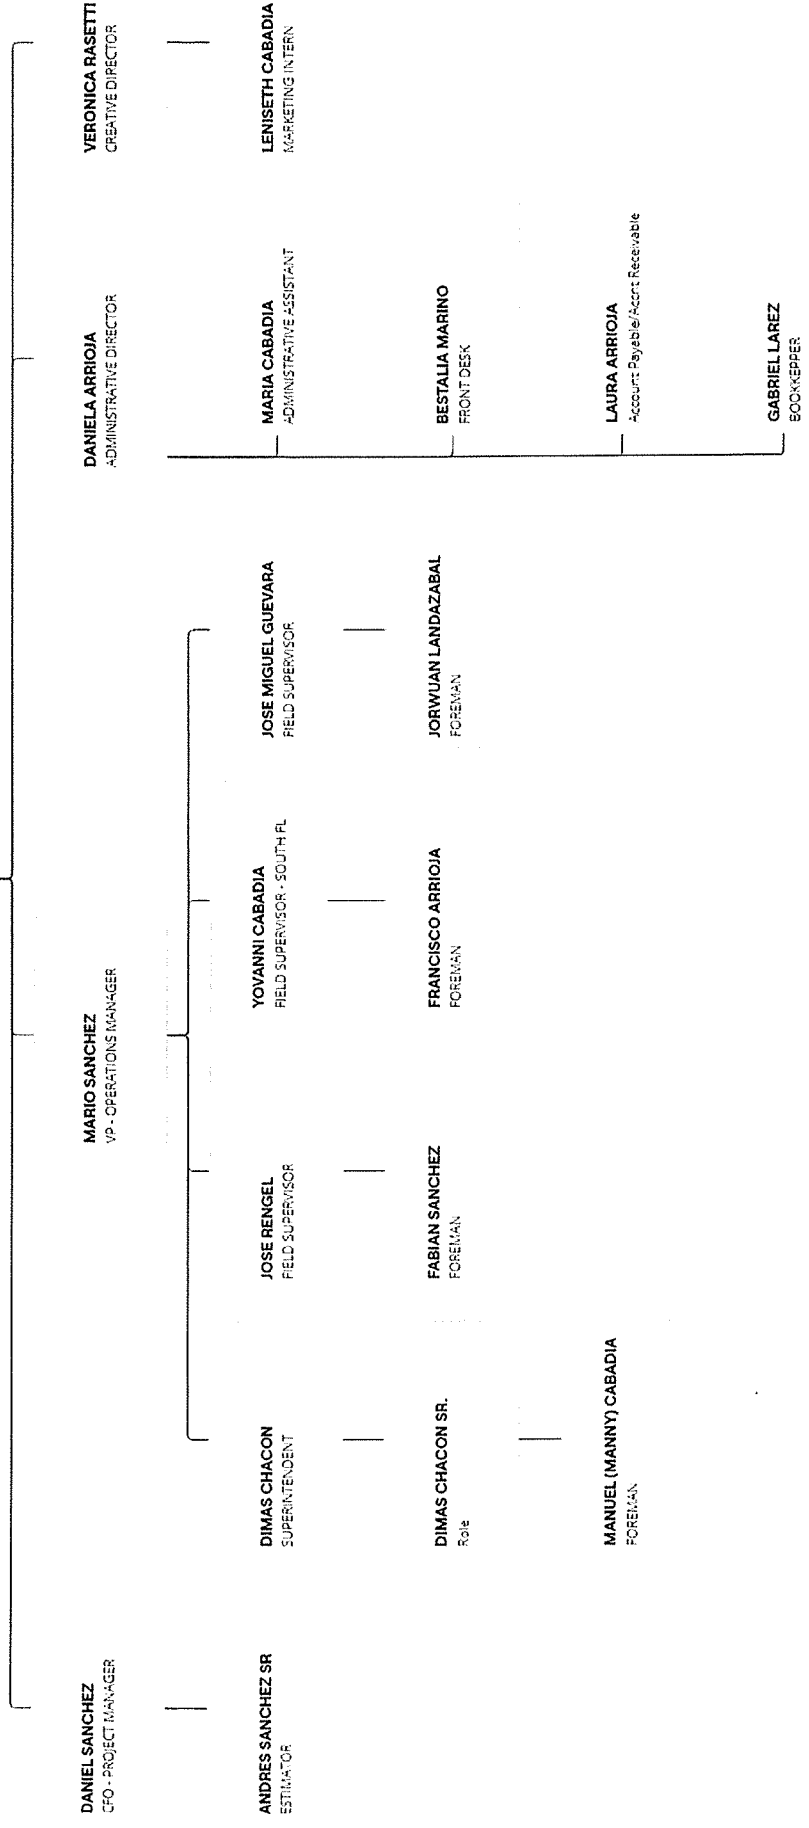 DANIEL SANCHEZ
CFO - PROJECT MANAGER
MARIO SANCHEZ
VP - OPERATIONS MANAGER
DANIELA ARRIOJA
ADMINISTRATIVE DIRECTOR
VERONICA RASETTI
CREATIVE DIRECTOR
ANDRES SANCHEZ SR
ESTIMATOR
DIMAS CHACON
SUPERINTENDENT
JOSE RENGEL
FIELD SUPERVISOR
YOVANNI CABADIA
FIELD SUPERVISOR - SOUTH FL
JOSE MIGUEL GUEVARA
FIELD SUPERVISOR
MARIA CABADIA
ADMINISTRATIVE ASSISTANT
LENISETH CABADIA
MARKETING INTERN
DIMAS CHACON SR.
Role
FABIAN SANCHEZ
FOREMAN
FRANCISCO ARRIOJA
FOREMAN
JORWUAN LANDAZABAL
FOREMAN
BESTALIA MARINO
FRONT DESK
MANUEL (MANNY) CABADIA
FOREMAN
LAURA ARRIOJA
Account Payable/Accnt Receivable
GABRIEL LAREZ
BOOKKEPPER